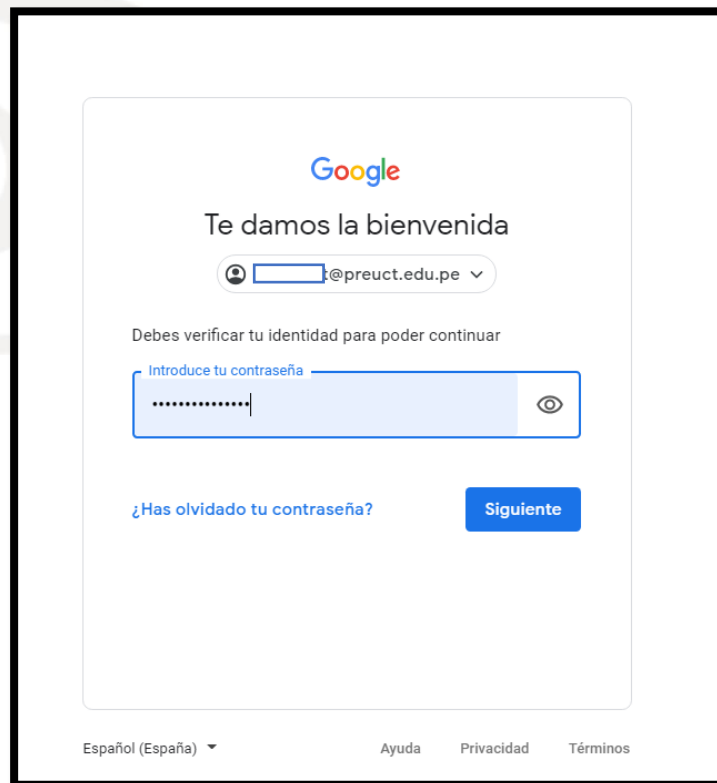 Google
Te damos la bienvenida
t@preuct.edu.pe
Debes verificar tu identidad para poder continuar
Introduce tu contraseña
•••••••••••••••
¿Has olvidado tu contraseña?
Siguiente
Español (España)
Ayuda
Privacidad
Términos